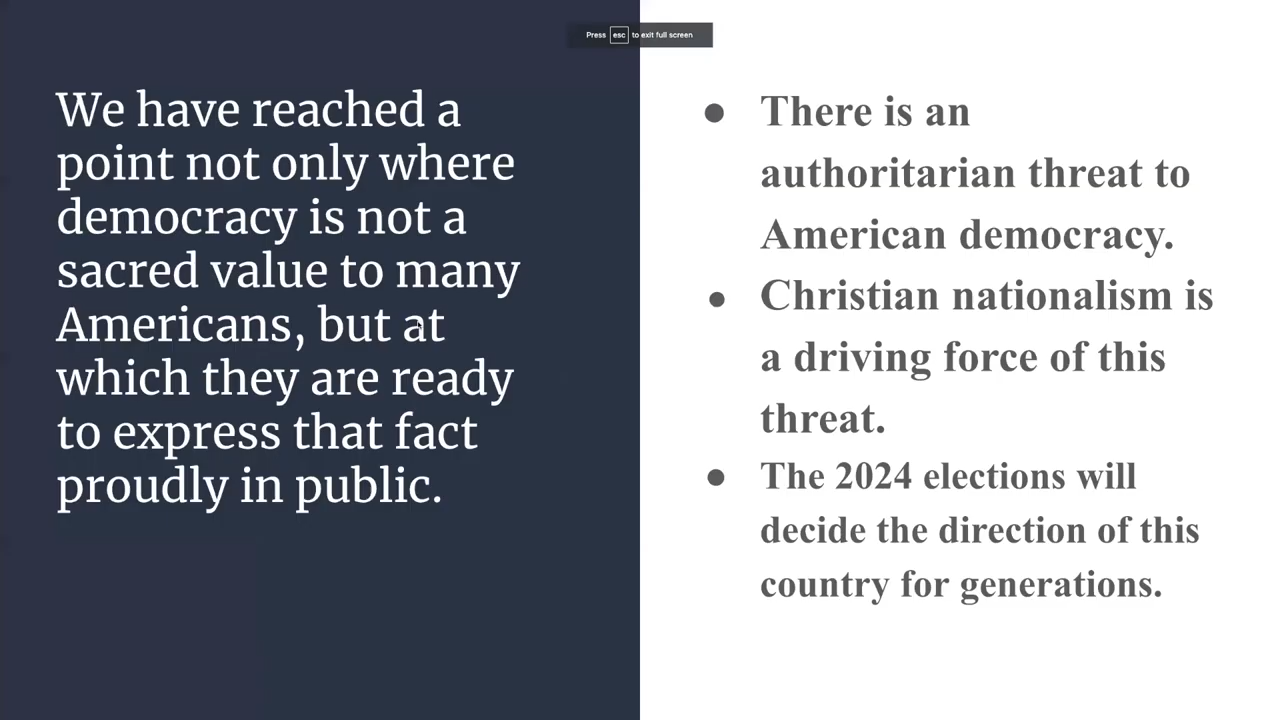 Press esc to exit full screen
We have reached a
point not only where
democracy is not a
sacred value to many
Americans, but at
which they are ready
to express that fact
proudly in public.
● There is an
authoritarian threat to
American democracy.
● Christian nationalism is
a driving force of this
threat.
● The 2024 elections will
decide the direction of this
country for generations.